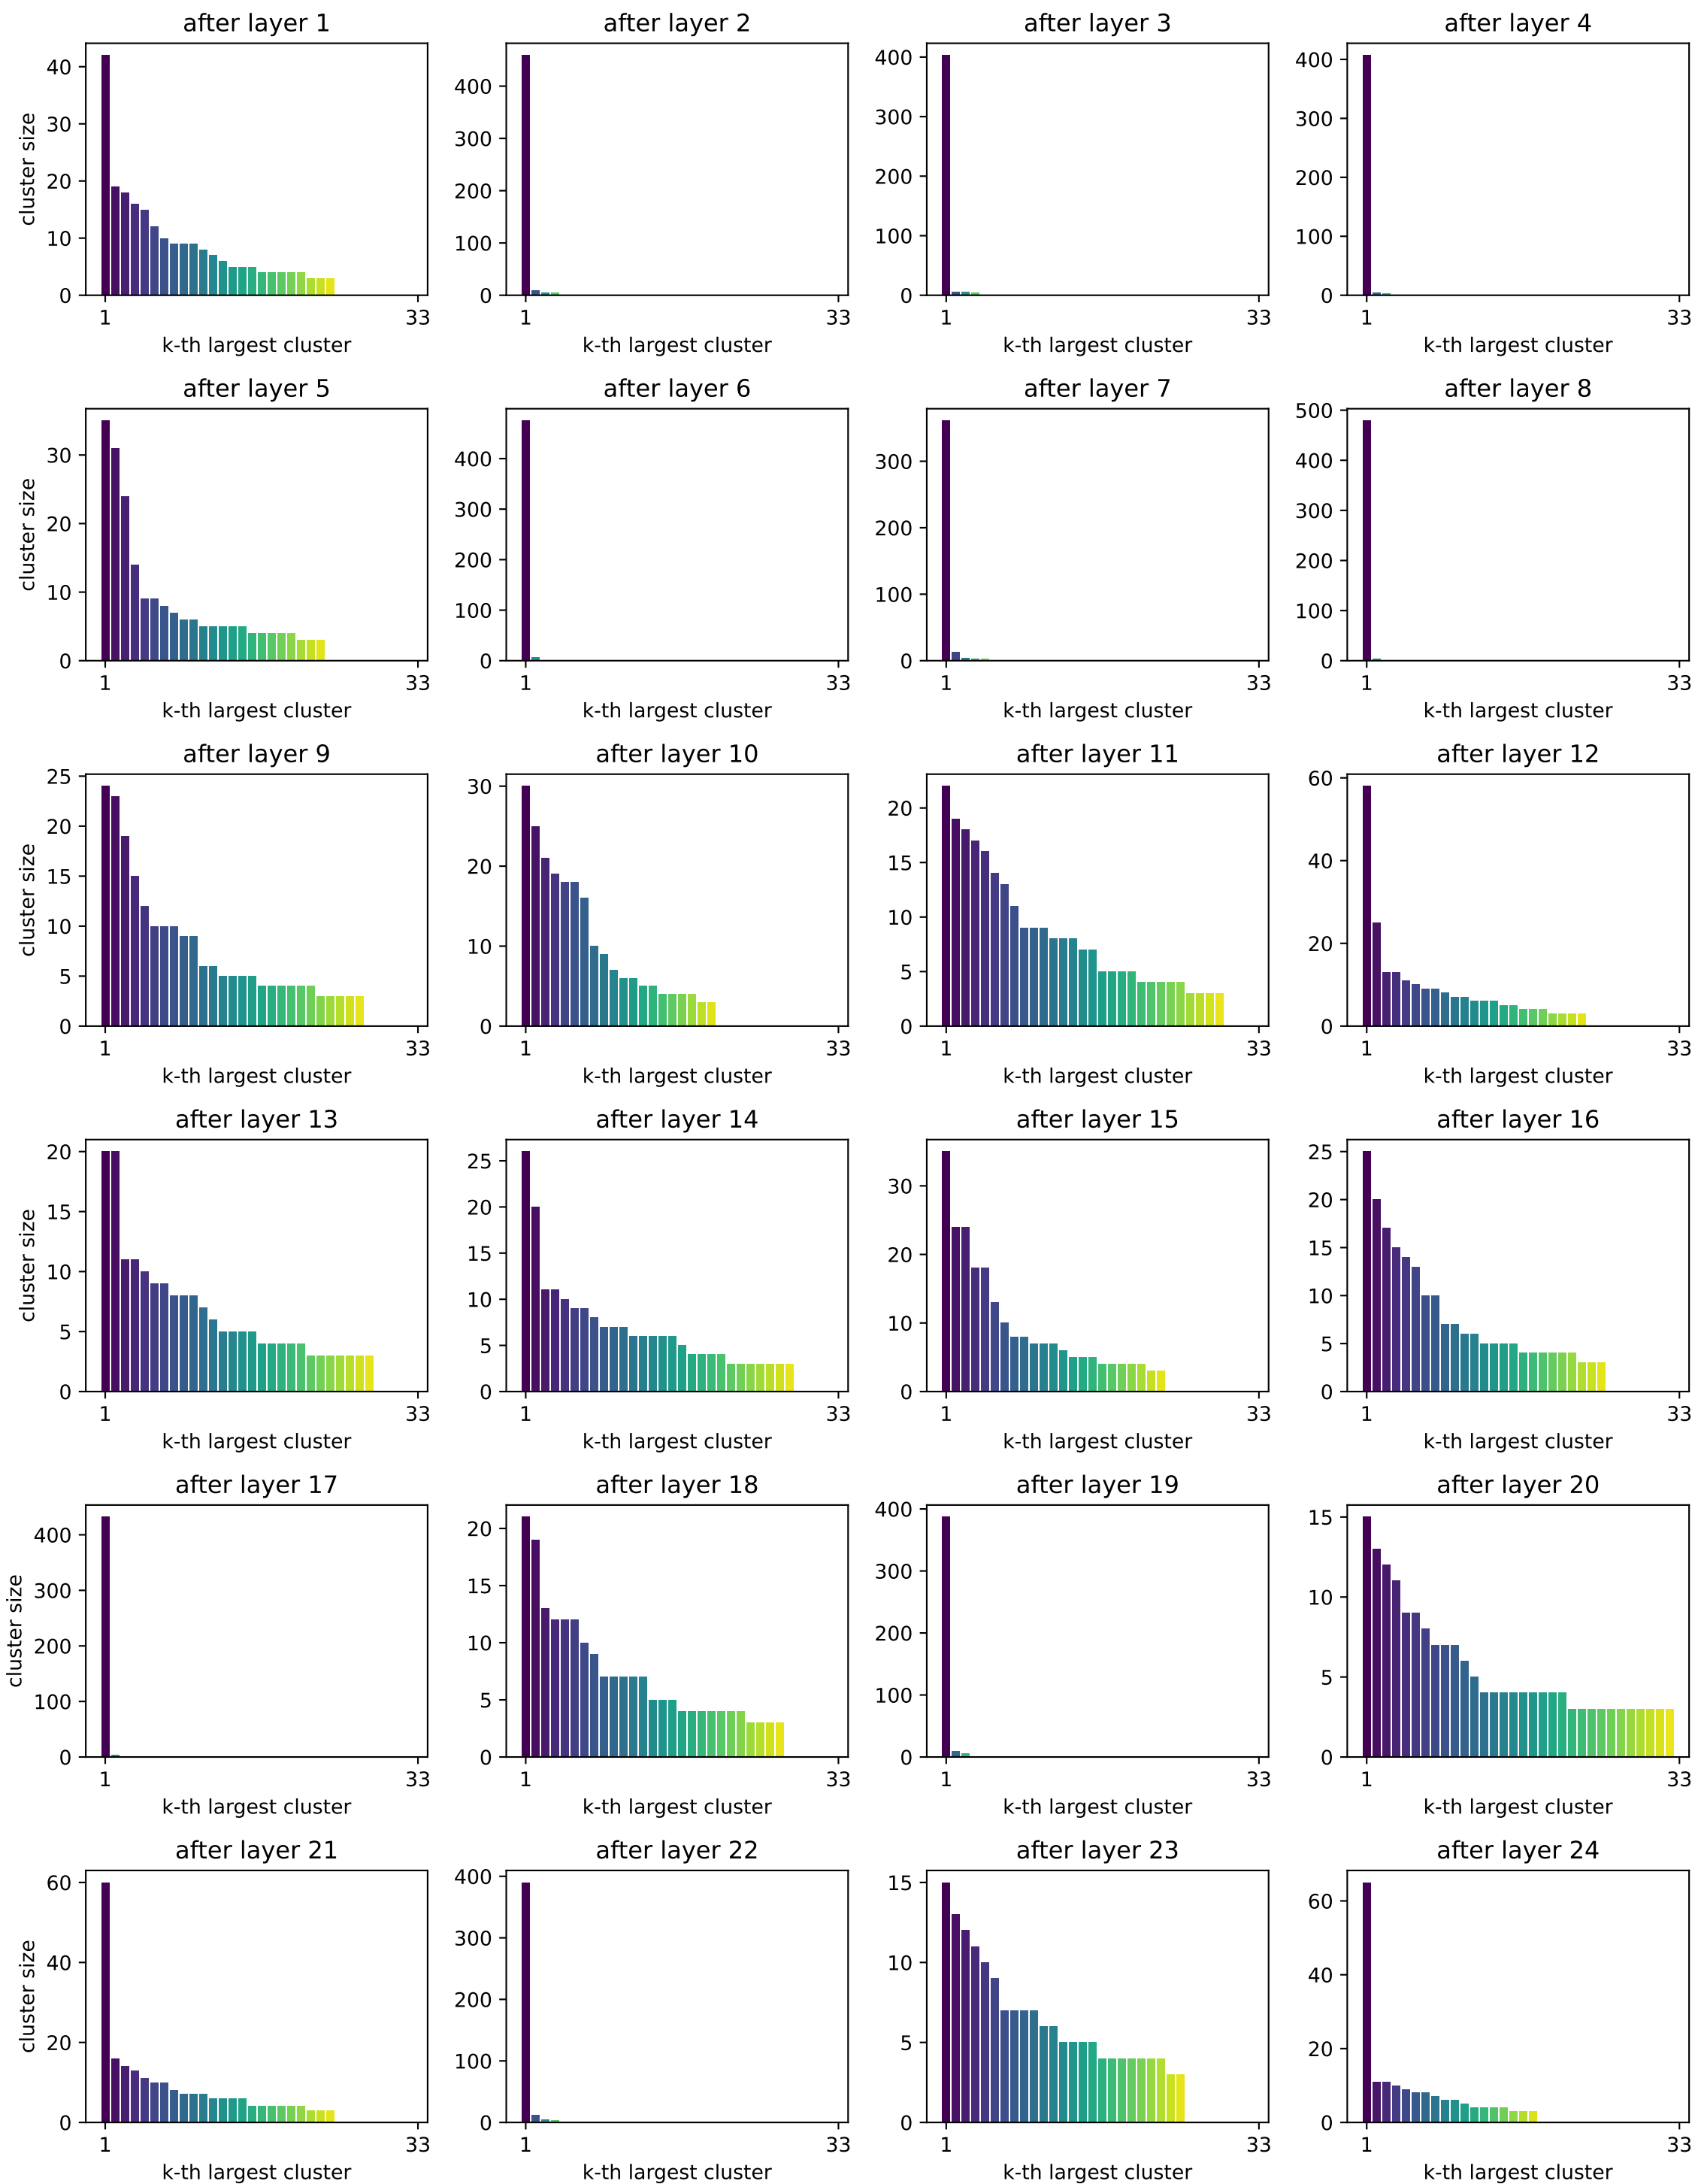 after layer 1
after layer 2
after layer 3
after layer 4
cluster size
40
30
20
10
0
400
300
200
100
0
400
300
200
100
0
400
300
200
100
0
1 33
1 33
1 33
1 33
k-th largest cluster
k-th largest cluster
k-th largest cluster
k-th largest cluster
after layer 5
after layer 6
after layer 7
after layer 8
cluster size
30
20
10
0
400
300
200
100
0
300
200
100
0
500
400
300
200
100
0
1 33
1 33
1 33
1 33
k-th largest cluster
k-th largest cluster
k-th largest cluster
k-th largest cluster
after layer 9
after layer 10
after layer 11
after layer 12
cluster size
25
20
15
10
5
0
30
20
10
0
20
15
10
5
0
60
40
20
0
1 33
1 33
1 33
1 33
k-th largest cluster
k-th largest cluster
k-th largest cluster
k-th largest cluster
after layer 13
after layer 14
after layer 15
after layer 16
cluster size
20
15
10
5
0
25
20
15
10
5
0
30
20
10
0
25
20
15
10
5
0
1 33
1 33
1 33
1 33
k-th largest cluster
k-th largest cluster
k-th largest cluster
k-th largest cluster
after layer 17
after layer 18
after layer 19
after layer 20
cluster size
400
300
200
100
0
20
15
10
5
0
400
300
200
100
0
15
10
5
0
1 33
1 33
1 33
1 33
k-th largest cluster
k-th largest cluster
k-th largest cluster
k-th largest cluster
after layer 21
after layer 22
after layer 23
after layer 24
cluster size
60
40
20
0
400
300
200
100
0
15
10
5
0
60
40
20
0
1 33
1 33
1 33
1 33
k-th largest cluster
k-th largest cluster
k-th largest cluster
k-th largest cluster